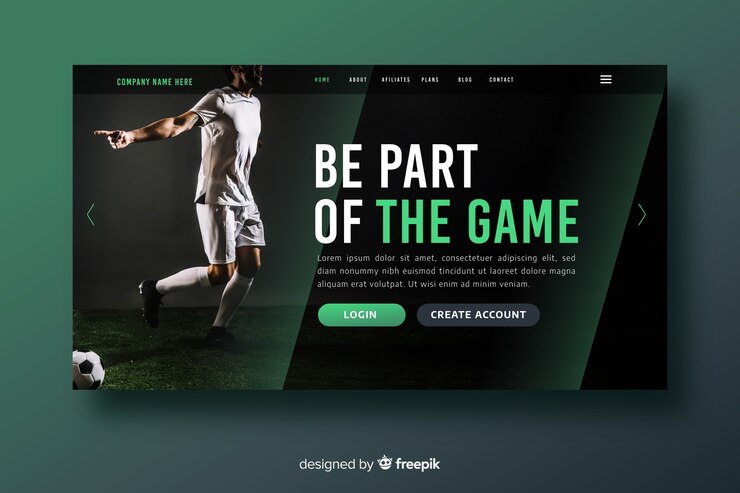 COMPANY NAME HERE
HOME ABOUT AFILIATES PLANS BLOG CONTACT
BE PART
OF THE GAME
Lorem ipsum dolor sit amet, consectetuer adipiscing elit, sed
diam nonummy nibh euismod tincidunt ut laoreet dolore magna
aliquam erat volutpat. Ut wisi enim ad minim veniam.
LOGIN CREATE ACCOUNT
designed by freepik